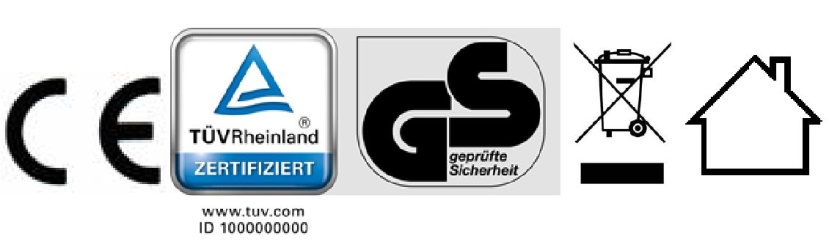 CE
TÜVRheinland®
ZERTIFIZIERT
www.tuv.com
ID 1000000000
GS
geprüfte
Sicherheit